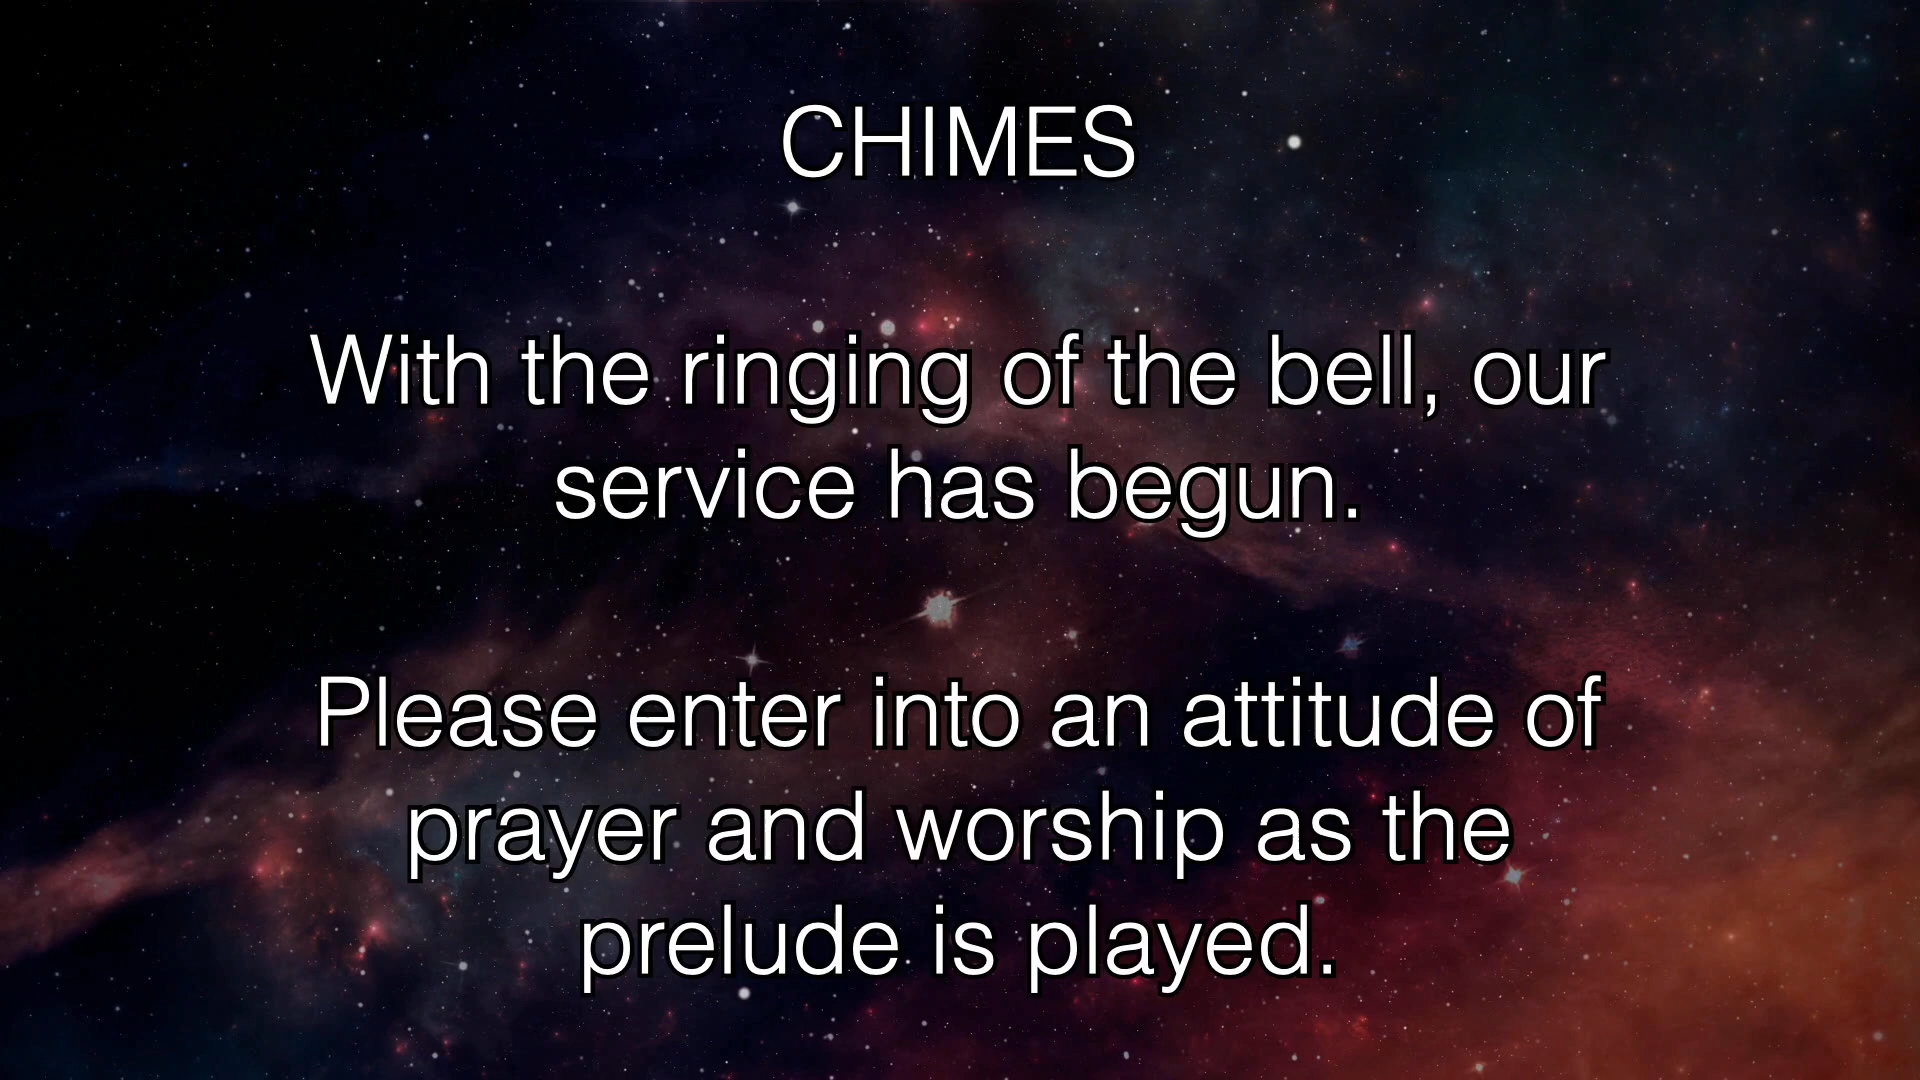 CHIMES
With the ringing of the bell, our
service has begun.
Please enter into an attitude of
prayer and worship as the
prelude is played.